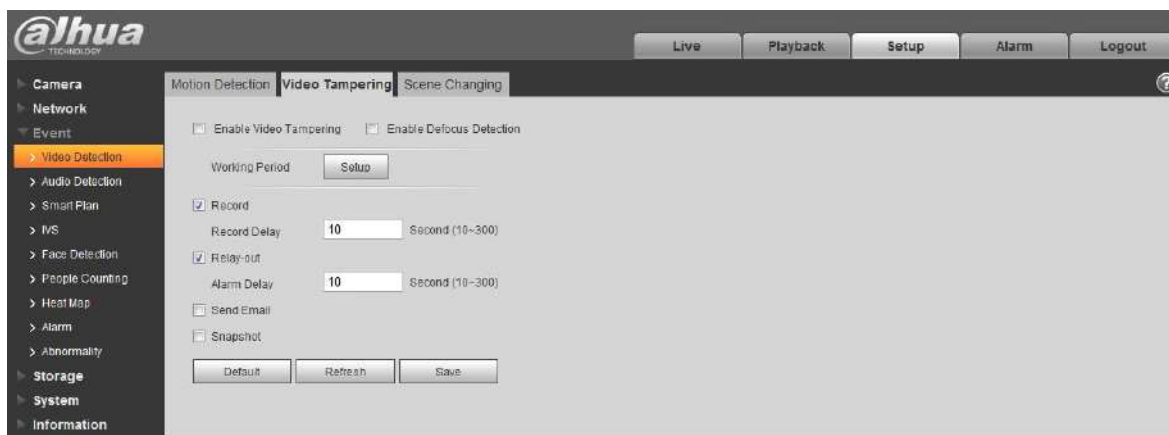 alhua
TECHNOLOGY
Live Playback Setup Alarm Logout
Camera
Network
Event
Video Detection
Audio Detection
Smart Plan
IVS
Face Detection
People Counting
Heat Map
Alarm
Abnormality
Storage
System
Information
Motion Detection Video Tampering Scene Changing
?
Enable Video Tampering Enable Defocus Detection
Working Period Setup
Record
Record Delay 10 Second (10~300)
Relay-out
Alarm Delay 10 Second (10~300)
Send Email
Snapshot
Default Refresh Save